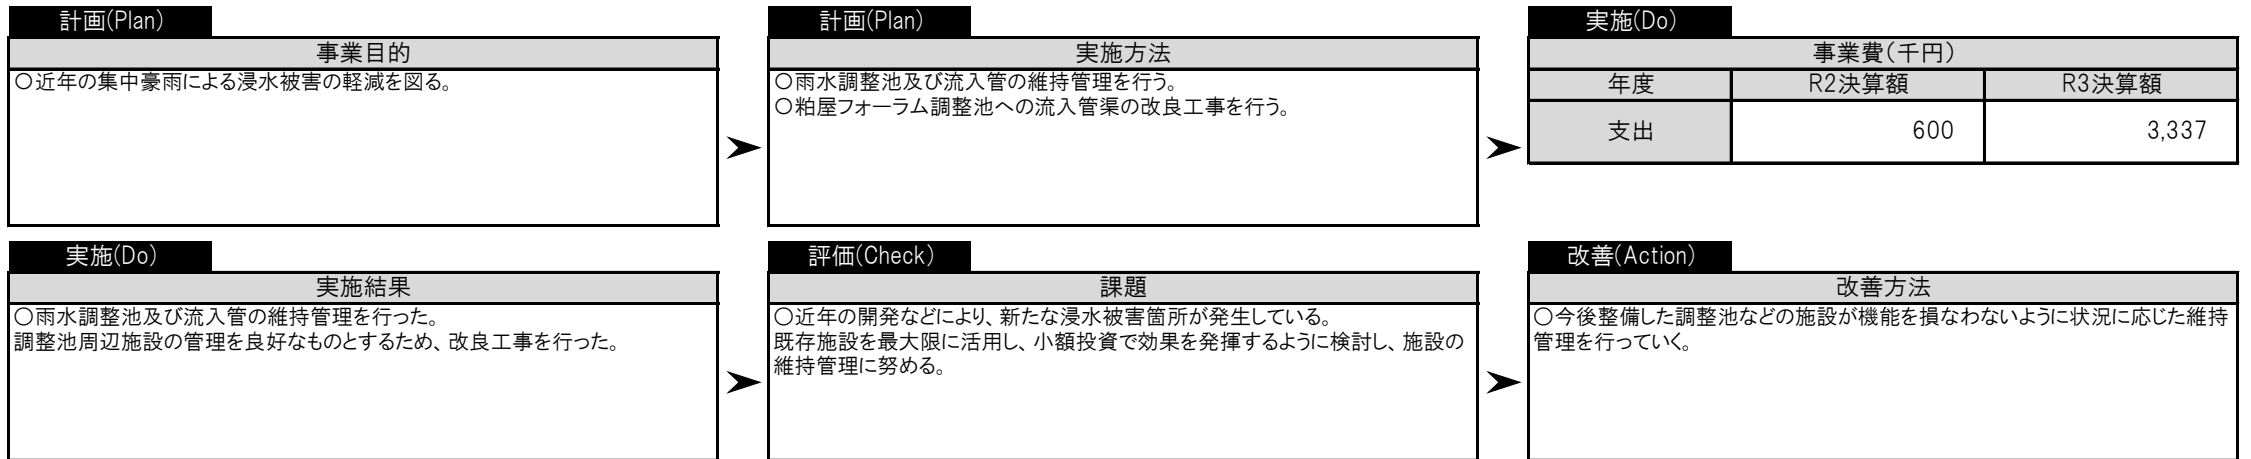 計画(Plan)
事業目的
○近年の集中豪雨による浸水被害の軽減を図る。
計画(Plan)
実施方法
○雨水調整池及び流入管の維持管理を行う。
○粕屋フォーラム調整池への流入管渠の改良工事を行う。
実施(Do)
事業費(千円)
年度 R2決算額 R3決算額
支出 600 3,337
実施(Do)
実施結果
○雨水調整池及び流入管の維持管理を行った。
調整池周辺施設の管理を良好なものとするため、改良工事を行った。
評価(Check)
課題
○近年の開発などにより、新たな浸水被害箇所が発生している。
既存施設を最大限に活用し、小額投資で効果を発揮するように検討し、施設の
維持管理に努める。
改善(Action)
改善方法
○今後整備した調整池などの施設が機能を損なわないように状況に応じた維持
管理を行っていく。